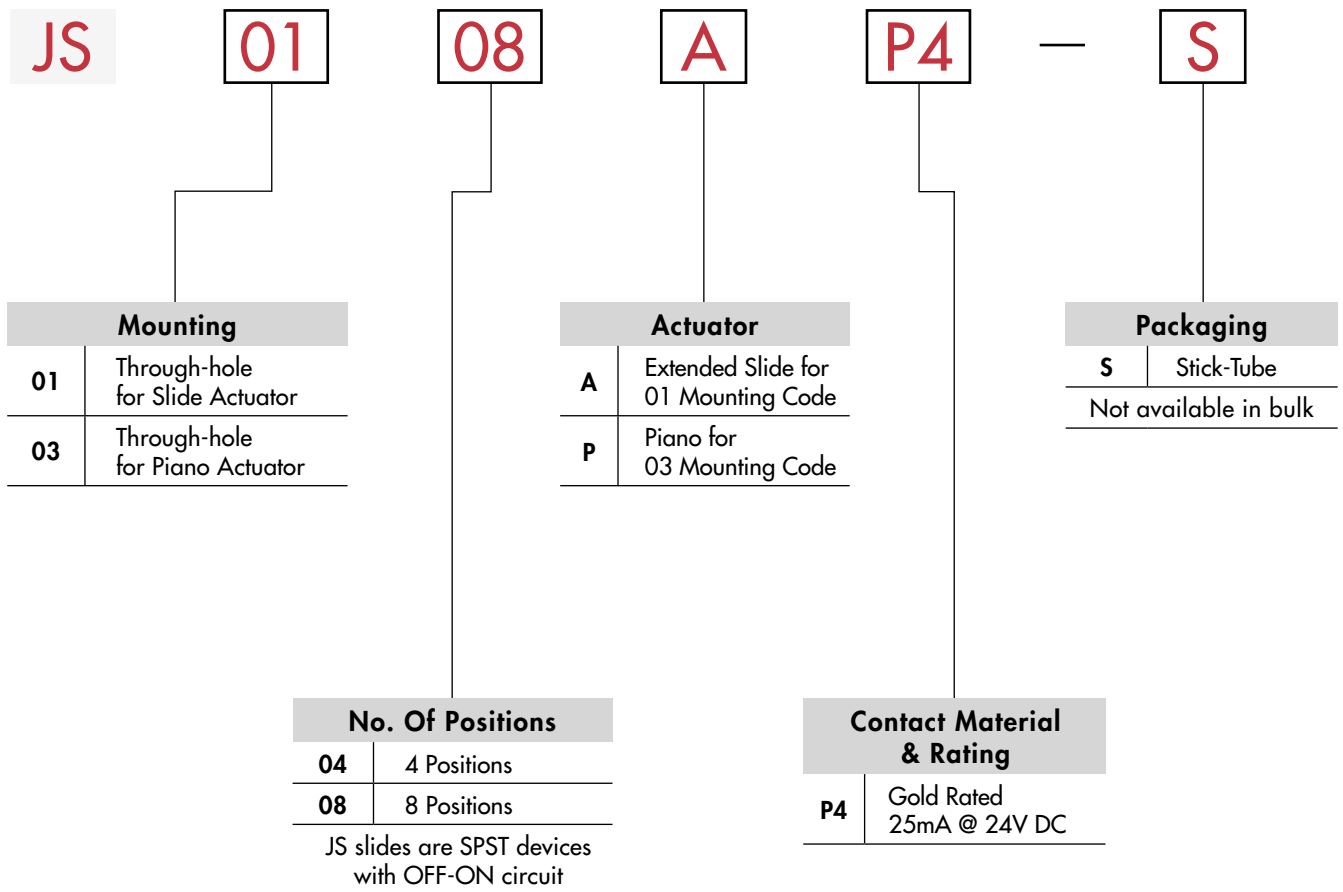 JS 01 08 A P4 — S
Mounting
01 Through-hole
for Slide Actuator
03 Through-hole
for Piano Actuator
Actuator
A Extended Slide for
01 Mounting Code
P Piano for
03 Mounting Code
Packaging
S Stick-Tube
Not available in bulk
No. Of Positions
04 4 Positions
08 8 Positions
JS slides are SPST devices
with OFF-ON circuit
Contact Material
& Rating
P4 Gold Rated
25mA @ 24V DC